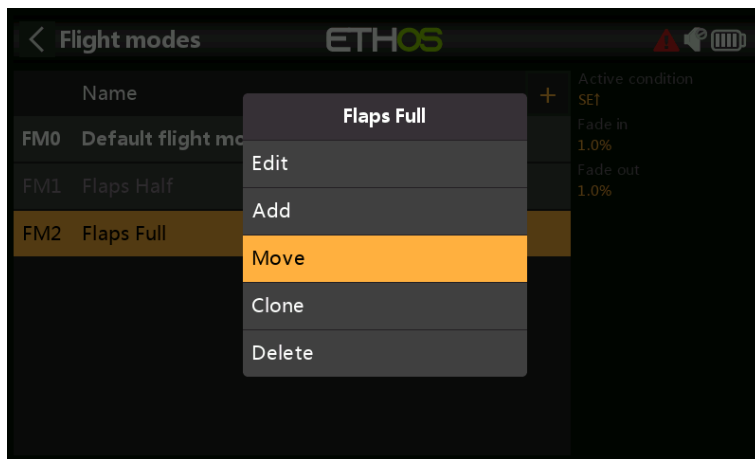 Flight modes
ETHOS
Name
+
Active condition
SE↑
Flaps Full
Fade in
FM0 Default flight mo
1.0%
Edit
Fade out
FM1 Flaps Half
1.0%
Add
FM2 Flaps Full
Move
Clone
Delete